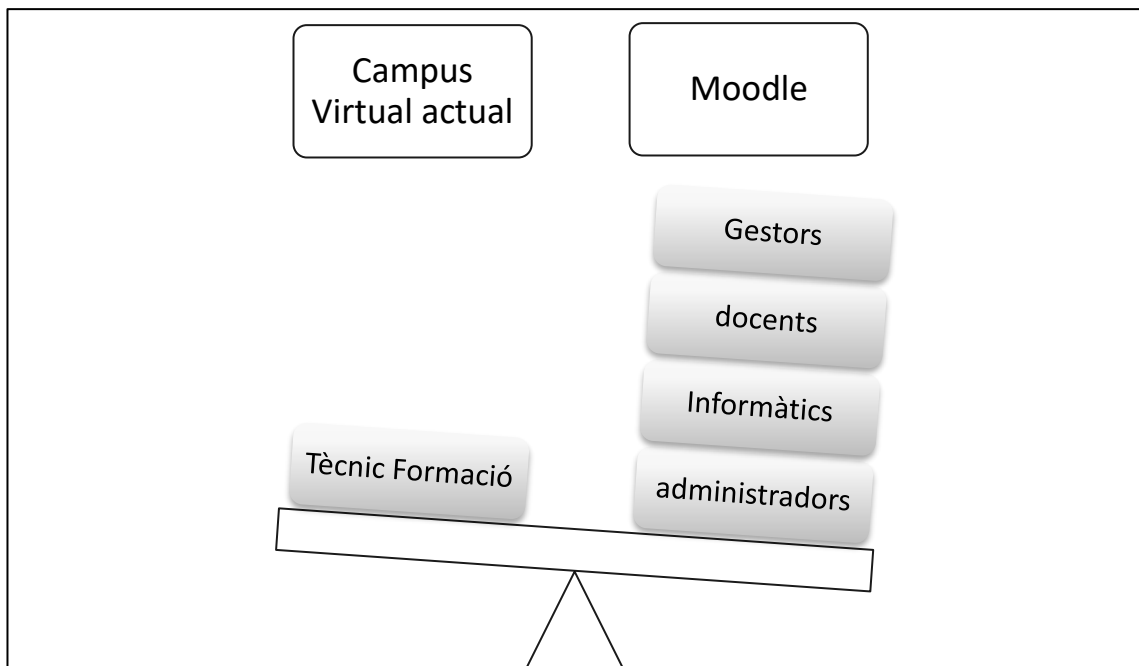 Campus
Virtual actual
Moodle
Gestors
docents
Informàtics
administradors
Tècnic Formació